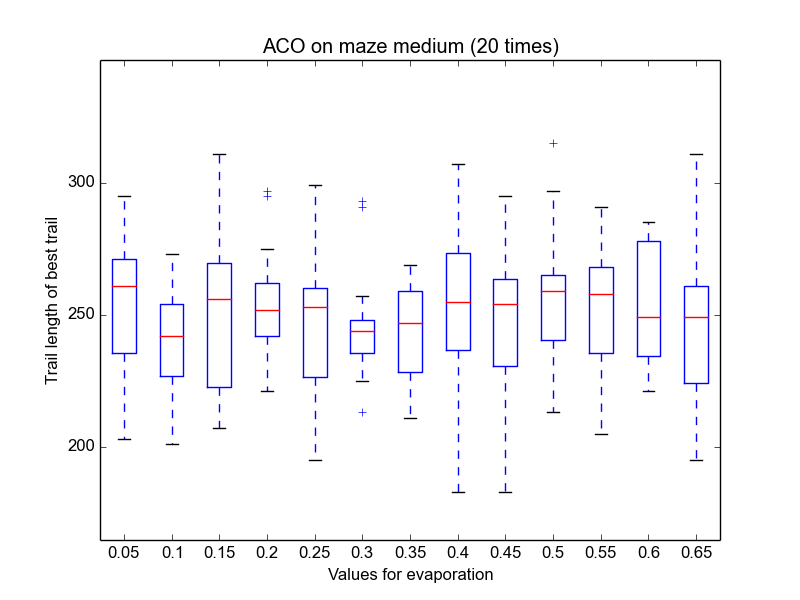 ACO on maze medium (20 times)
Trail length of best trail
300
250
200
0.05 0.1 0.15 0.2 0.25 0.3 0.35 0.4 0.45 0.5 0.55 0.6 0.65
Values for evaporation